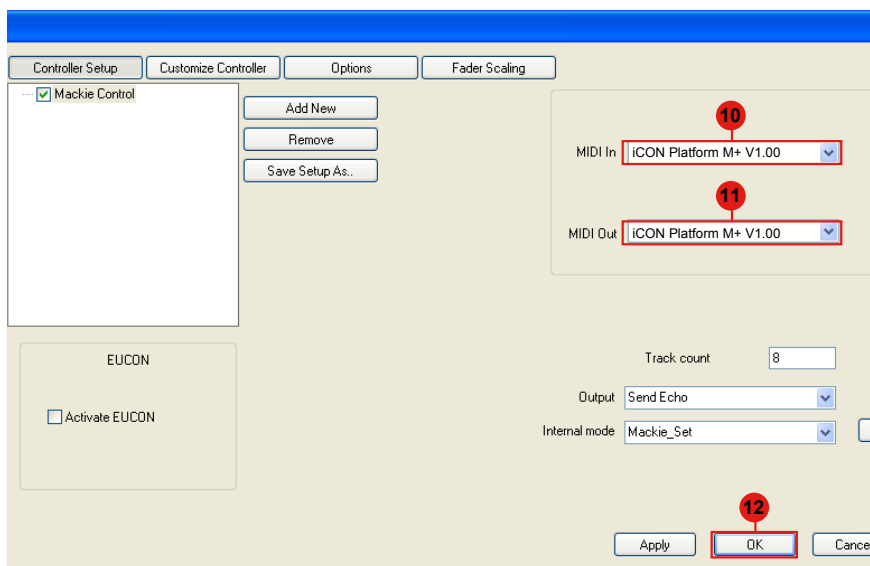 Controller Setup
Customize Controller
Options
Fader Scaling
Mackie Control
Add New
Remove
Save Setup As..
10
MIDI In
iCON Platform M+ V1.00
11
MIDI Out
iCON Platform M+ V1.00
EUCON
Activate EUCON
Track count
8
Output
Send Echo
Internal mode
Mackie_Set
12
Apply
OK
Cance